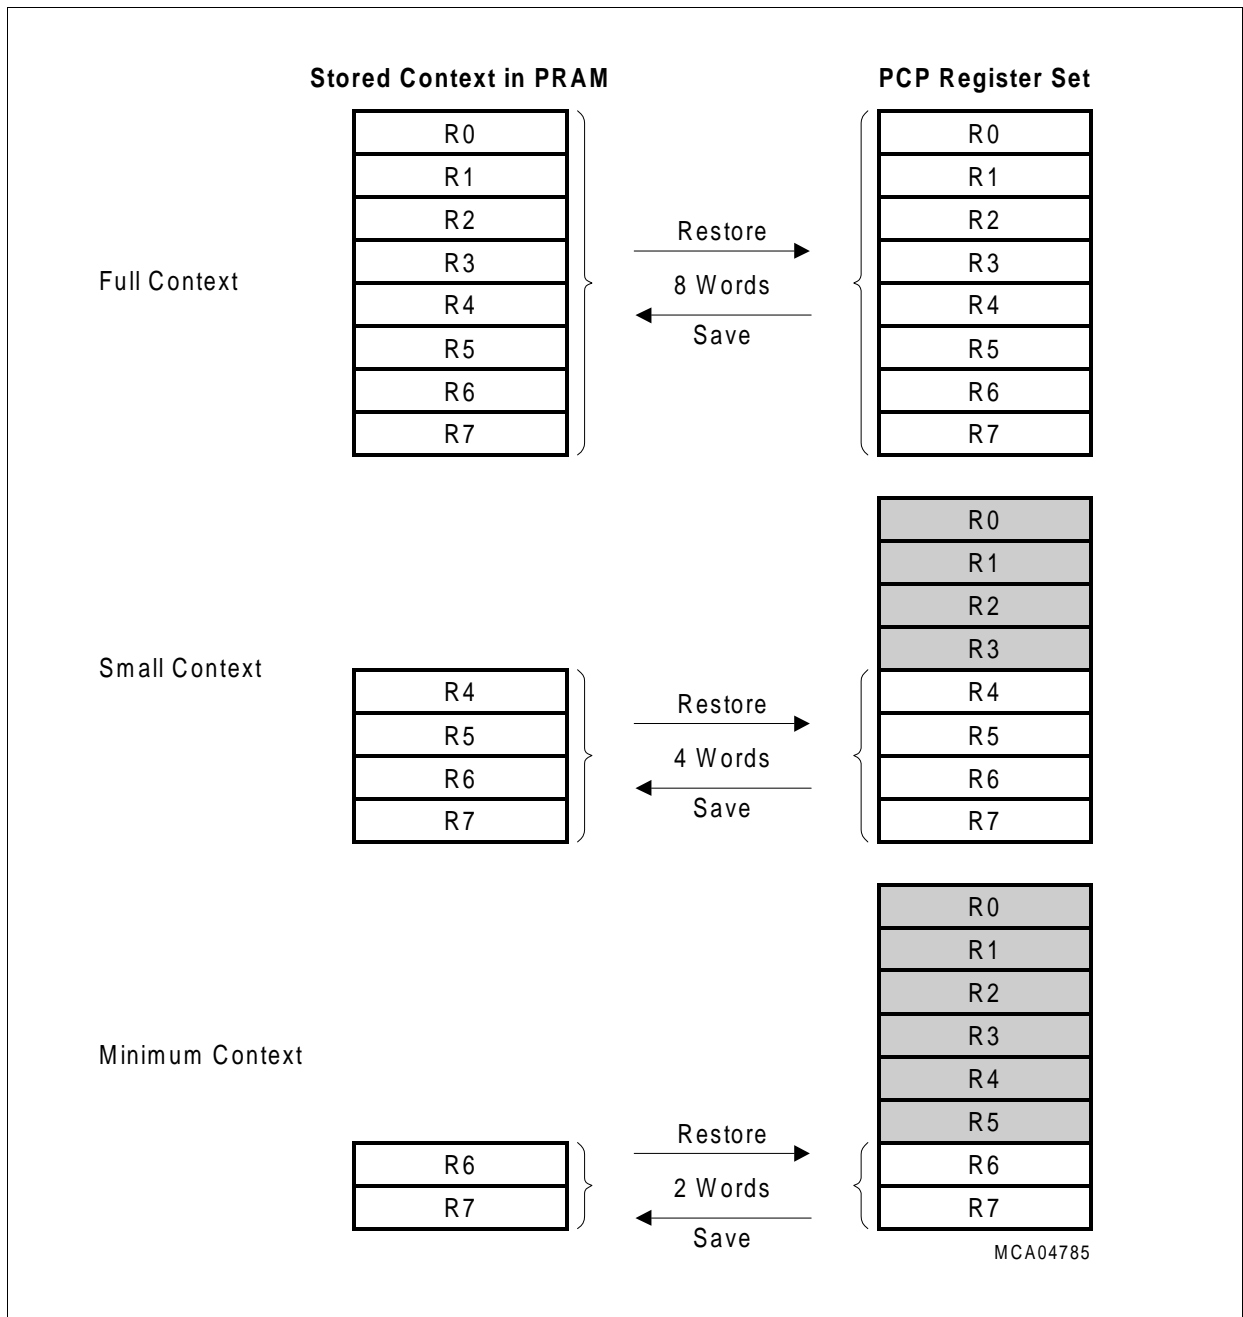 Stored Context in PRAM
PCP Register Set
Full Context
R0
R1
R2
R3
R4
R5
R6
R7
Restore
8 Words
Save
R0
R1
R2
R3
R4
R5
R6
R7
Small Context
R4
R5
R6
R7
Restore
4 Words
Save
R0
R1
R2
R3
R4
R5
R6
R7
Minimum Context
R6
R7
Restore
2 Words
Save
R0
R1
R2
R3
R4
R5
R6
R7
MCA04785